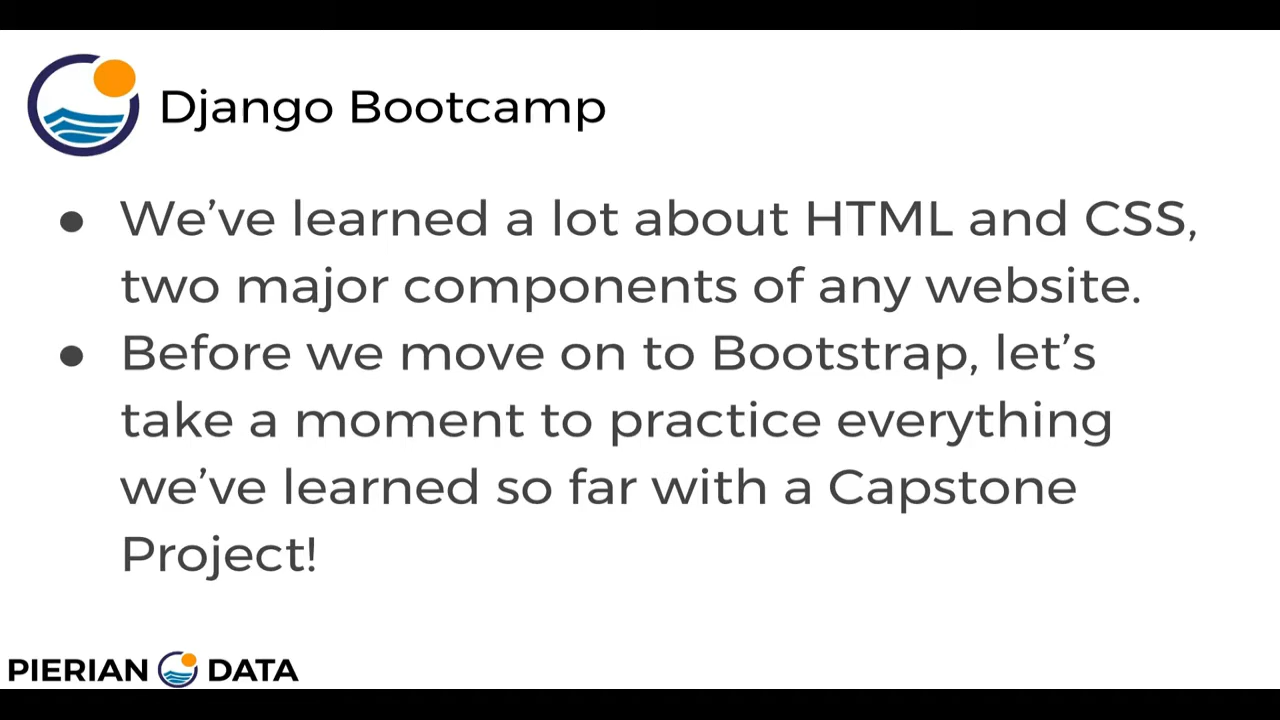 Django Bootcamp
● We’ve learned a lot about HTML and CSS,
two major components of any website.
● Before we move on to Bootstrap, let’s
take a moment to practice everything
we’ve learned so far with a Capstone
Project!
PIERIAN DATA